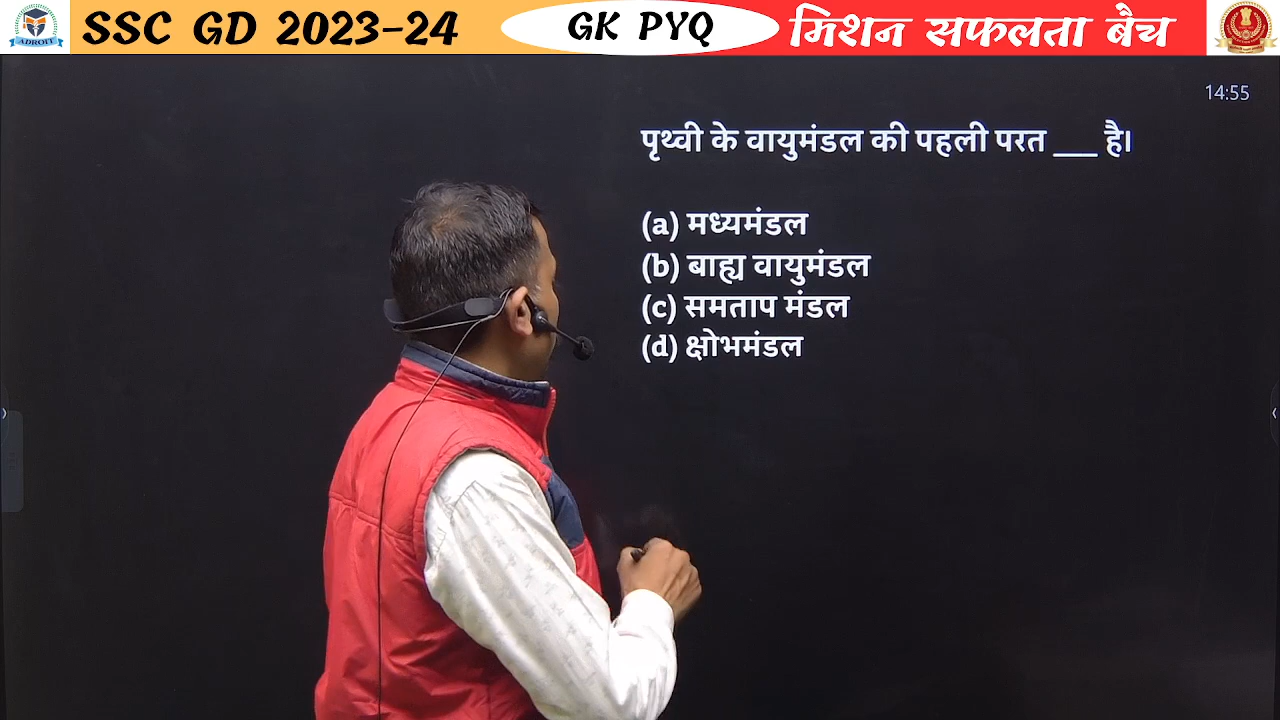 ADROIT
SSC GD 2023-24
GK PYQ
मिशन सफलता बैच
14:55
पृथ्वी के वायुमंडल की पहली परत ___ है।
(a) मध्यमंडल
(b) बाह्य वायुमंडल
(c) समताप मंडल
(d) क्षोभमंडल